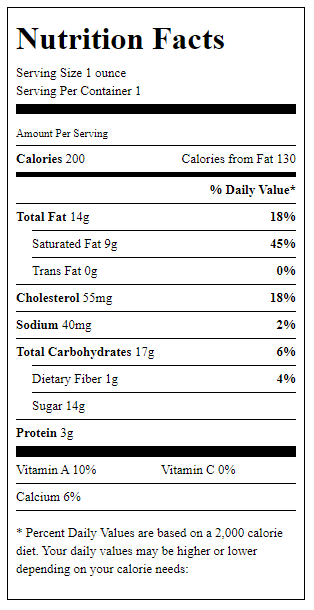 Nutrition Facts
Serving Size 1 ounce
Serving Per Container 1
Amount Per Serving
Calories 200 Calories from Fat 130
% Daily Value*
Total Fat 14g 18%
Saturated Fat 9g 45%
Trans Fat 0g 0%
Cholesterol 55mg 18%
Sodium 40mg 2%
Total Carbohydrates 17g 6%
Dietary Fiber 1g 4%
Sugar 14g
Protein 3g
Vitamin A 10% Vitamin C 0%
Calcium 6%
* Percent Daily Values are based on a 2,000 calorie
diet. Your daily values may be higher or lower
depending on your calorie needs: